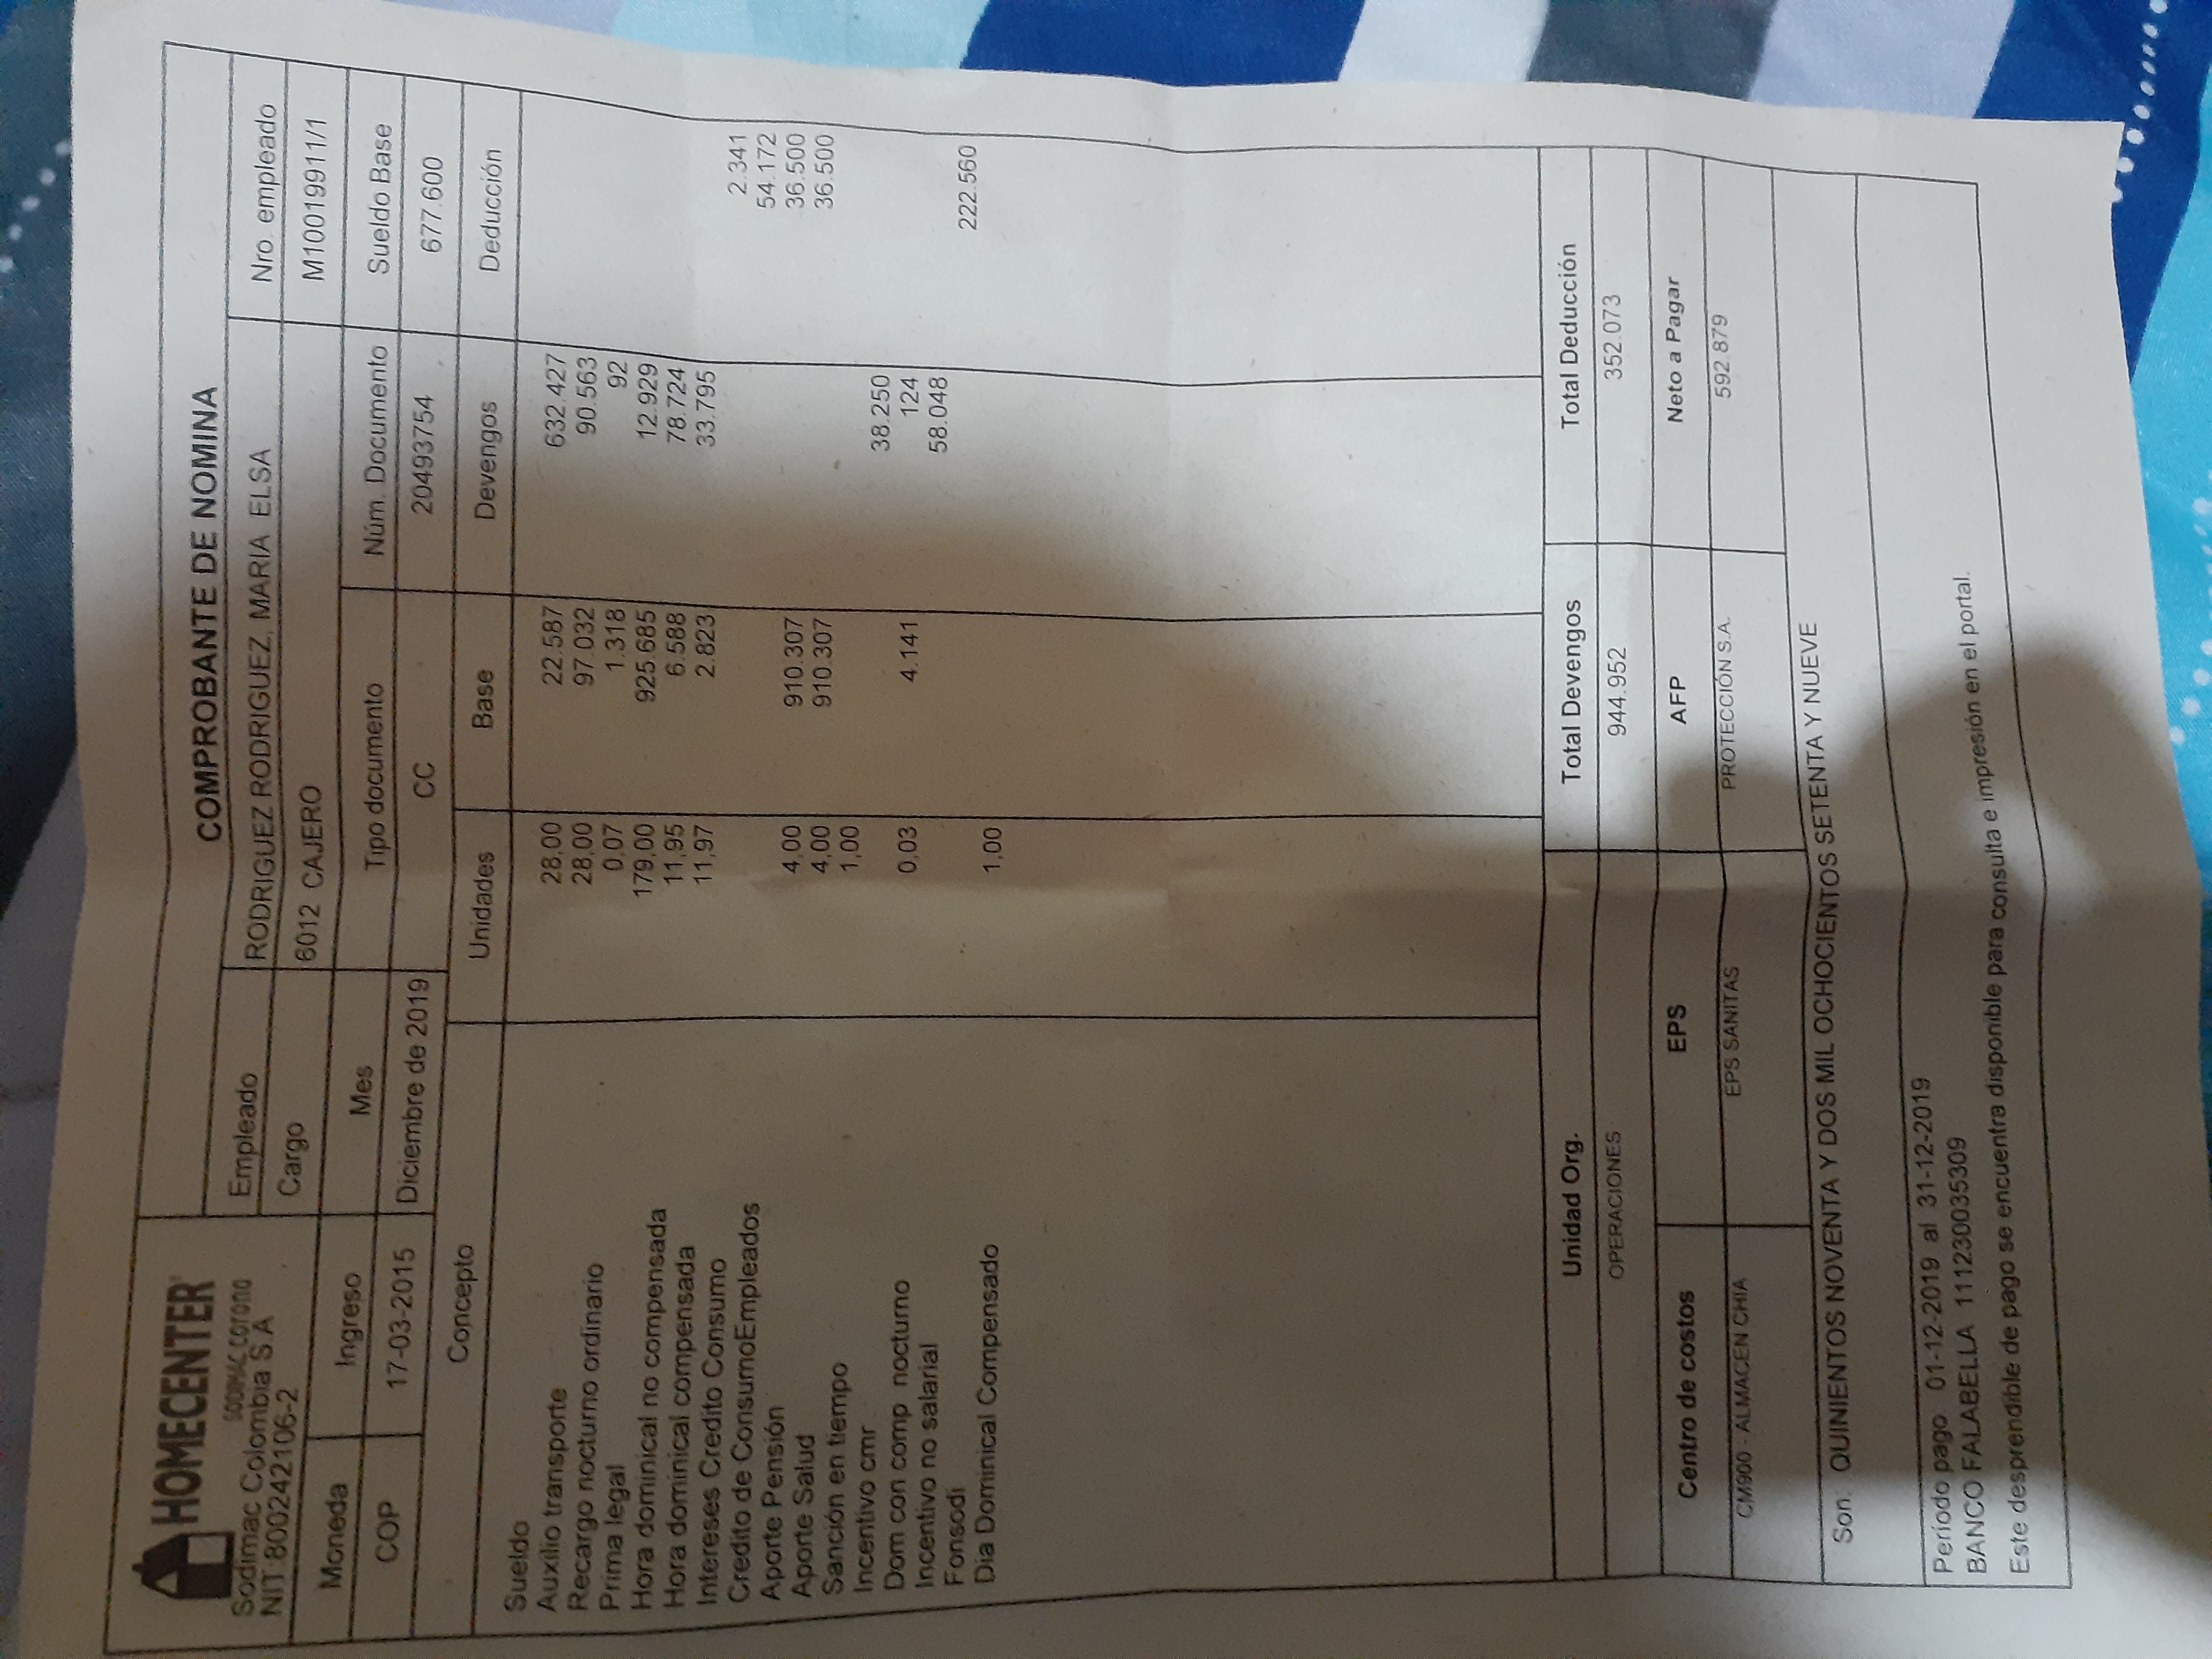 HOMECENTER
SODIMAC corona
Sodimac Colombia S.A
NIT:800242106-2
COMPROBANTE DE NOMINA
Empleado RODRIGUEZ RODRIGUEZ, MARIA ELSA Nro. empleado
Cargo 6012 CAJERO M10019911/1
Moneda Ingreso Mes Tipo documento Núm. Documento Sueldo Base
COP 17-03-2015 Diciembre de 2019 CC 20493754 677.600
Concepto Unidades Base Devengos Deducción
Sueldo 28,00 22.587 632.427
Auxilio transporte 28,00 97.032 90.563
Recargo nocturno ordinario 0,07 1.318 92
Prima legal 179,00 925.685 12.929
Hora dominical no compensada 11,95 6.588 78.724
Hora dominical compensada 11,97 2.823 33.795
Intereses Credito Consumo 2.341
Credito de ConsumoEmpleados 54.172
Aporte Pensión 4,00 910.307 36.500
Aporte Salud 4,00 910.307 36.500
Sanción en tiempo 1,00
Incentivo cmr 38.250
Dom con comp nocturno 0,03 4.141 124
Incentivo no salarial 58.048
Fonsodi 222.560
Dia Dominical Compensado 1,00
Unidad Org. Total Devengos Total Deducción
OPERACIONES 944.952 352.073
Centro de costos EPS AFP Neto a Pagar
CM900 - ALMACEN CHIA EPS SANITAS PROTECCIÓN S.A. 592.879
Son: QUINIENTOS NOVENTA Y DOS MIL OCHOCIENTOS SETENTA Y NUEVE
Período pago: 01-12-2019 al 31-12-2019
BANCO FALABELLA 111230035309
Este desprendible de pago se encuentra disponible para consulta e impresión en el portal.